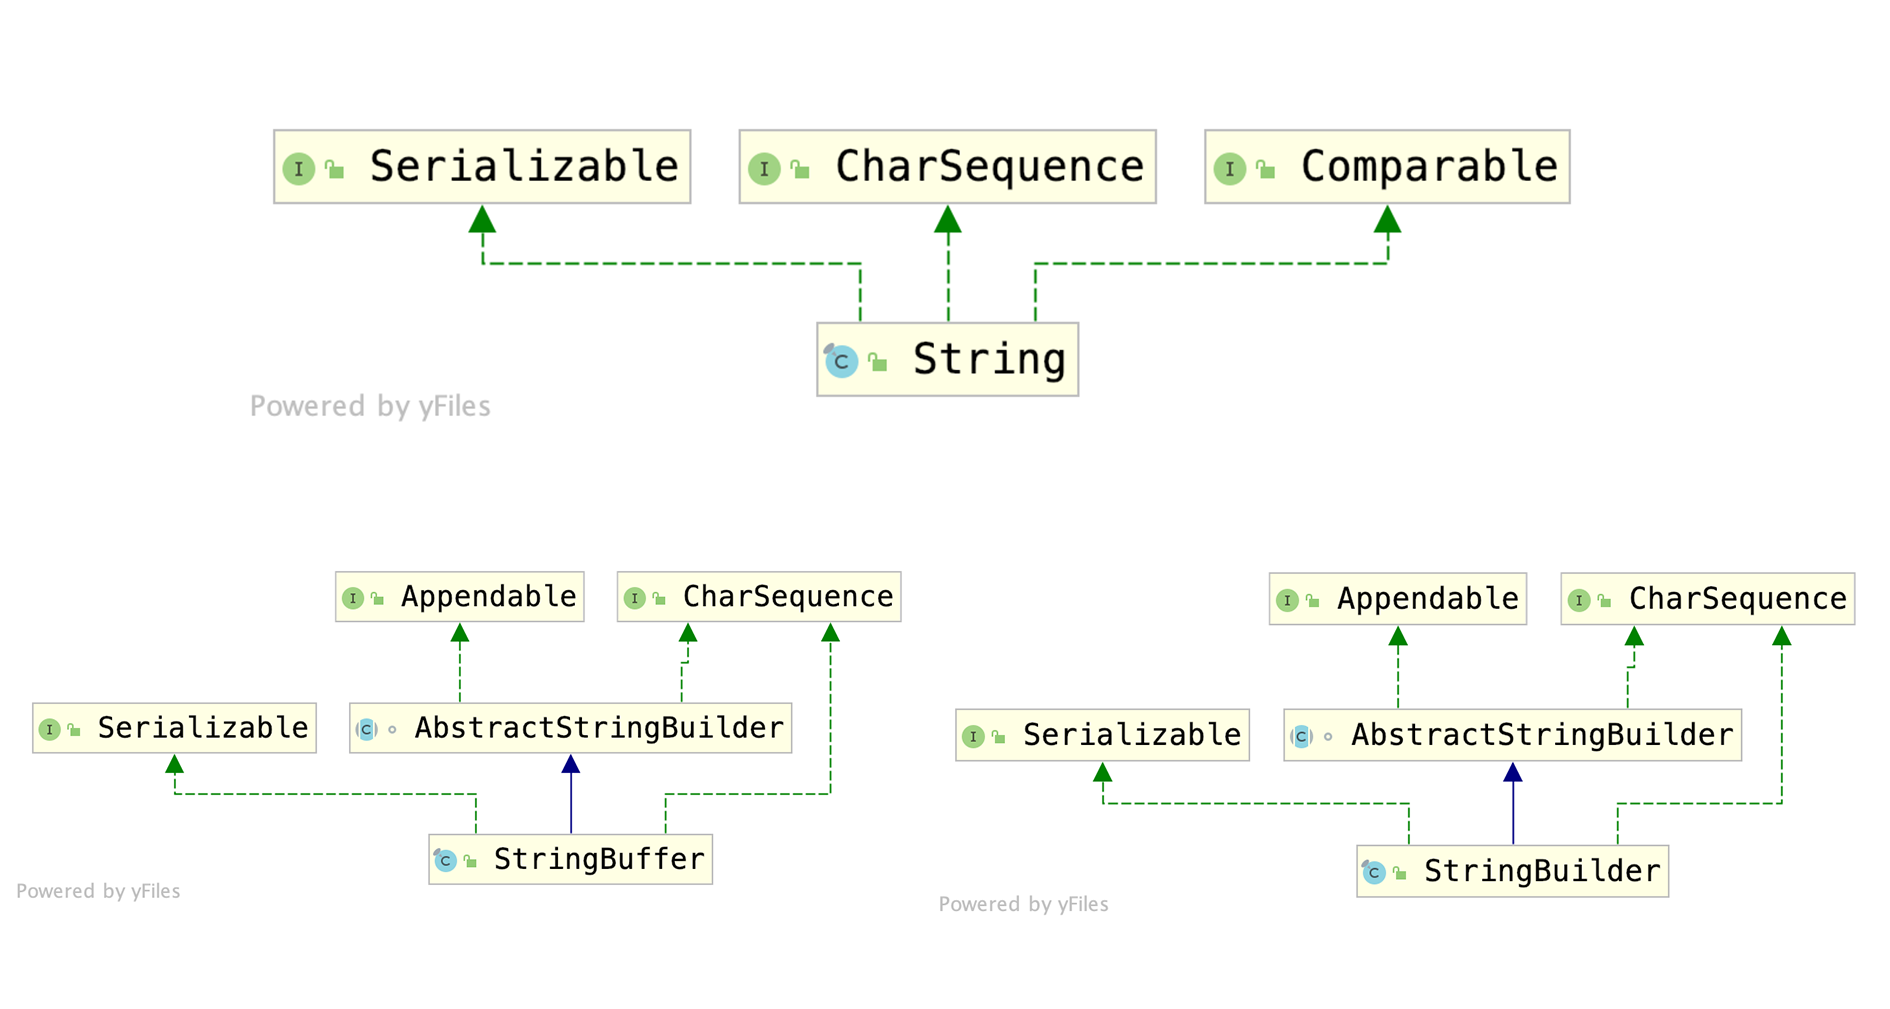 Serializable
CharSequence
Comparable
String
Powered by yFiles
Appendable
CharSequence
Serializable
AbstractStringBuilder
StringBuffer
Powered by yFiles
Appendable
CharSequence
Serializable
AbstractStringBuilder
StringBuilder
Powered by yFiles